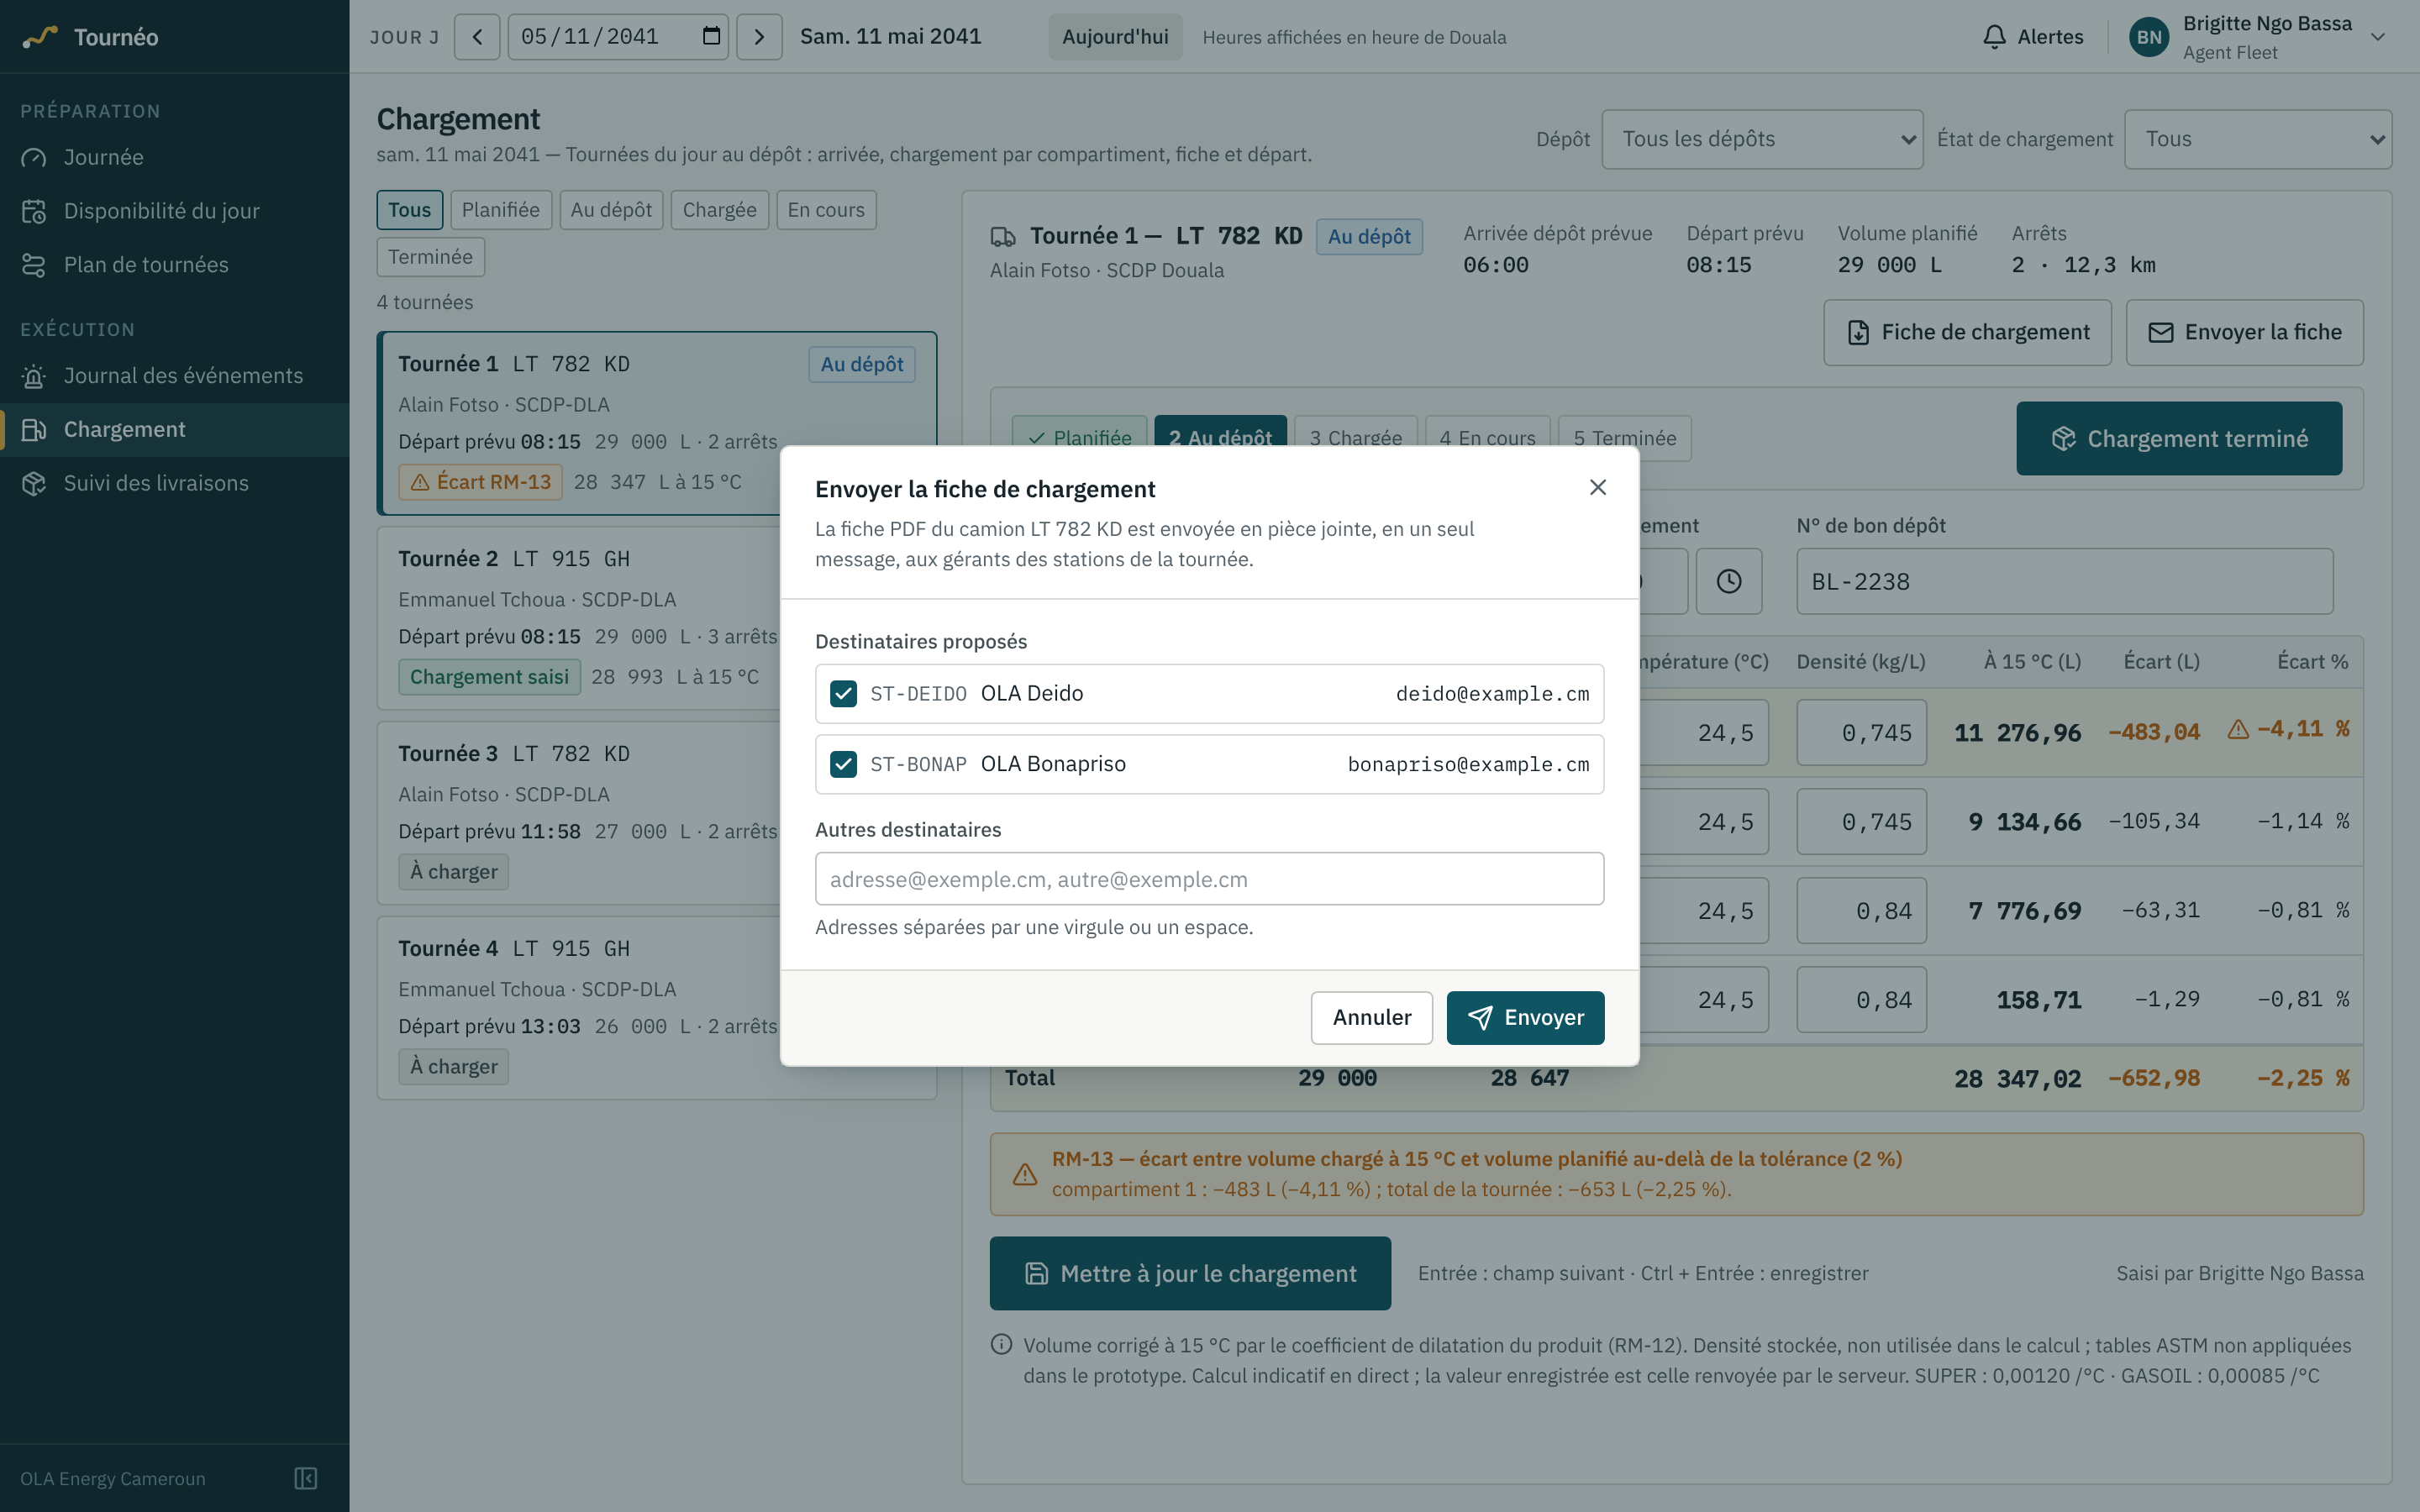 Tournéo
PRÉPARATION
Journée
Disponibilité du jour
Plan de tournées
EXÉCUTION
Journal des événements
Chargement
Suivi des livraisons
OLA Energy Cameroun
JOUR J
05/11/2041
Sam. 11 mai 2041
Aujourd'hui
Heures affichées en heure de Douala
Alertes
BN
Brigitte Ngo Bassa
Agent Fleet
Chargement
sam. 11 mai 2041 — Tournées du jour au dépôt : arrivée, chargement par compartiment, fiche et départ.
Dépôt
Tous les dépôts
État de chargement
Tous
Tous
Planifiée
Au dépôt
Chargée
En cours
Terminée
4 tournées
Tournée 1 LT 782 KD
Au dépôt
Alain Fotso · SCDP-DLA
Départ prévu 08:15 29 000 L · 2 arrêts
Écart RM-13 28 347 L à 15 °C
Tournée 2 LT 915 GH
Emmanuel Tchoua · SCDP-DLA
Départ prévu 08:15 29 000 L · 3 arrêts
Chargement saisi 28 993 L à 15 °C
Tournée 3 LT 782 KD
Alain Fotso · SCDP-DLA
Départ prévu 11:58 27 000 L · 2 arrêts
À charger
Tournée 4 LT 915 GH
Emmanuel Tchoua · SCDP-DLA
Départ prévu 13:03 26 000 L · 2 arrêts
À charger
Tournée 1 — LT 782 KD
Au dépôt
Alain Fotso · SCDP Douala
Arrivée dépôt prévue
06:00
Départ prévu
08:15
Volume planifié
29 000 L
Arrêts
2 · 12,3 km
Fiche de chargement
Envoyer la fiche
Planifiée
2 Au dépôt
3 Chargée
4 En cours
5 Terminée
Chargement terminé
N° de bon dépôt
BL-2238
Densité (kg/L)
À 15 °C (L)
Écart (L)
Écart %
24,5 0,745 11 276,96 −483,04 −4,11 %
24,5 0,745 9 134,66 −105,34 −1,14 %
24,5 0,84 7 776,69 −63,31 −0,81 %
24,5 0,84 158,71 −1,29 −0,81 %
Total 29 000 28 647 28 347,02 −652,98 −2,25 %
RM-13 — écart entre volume chargé à 15 °C et volume planifié au-delà de la tolérance (2 %)
compartiment 1 : −483 L (−4,11 %) ; total de la tournée : −653 L (−2,25 %).
Mettre à jour le chargement
Entrée : champ suivant · Ctrl + Entrée : enregistrer
Saisi par Brigitte Ngo Bassa
Volume corrigé à 15 °C par le coefficient de dilatation du produit (RM-12). Densité stockée, non utilisée dans le calcul ; tables ASTM non appliquées
dans le prototype. Calcul indicatif en direct ; la valeur enregistrée est celle renvoyée par le serveur. SUPER : 0,00120 /°C · GASOIL : 0,00085 /°C
Envoyer la fiche de chargement
La fiche PDF du camion LT 782 KD est envoyée en pièce jointe, en un seul
message, aux gérants des stations de la tournée.
Destinataires proposés
ST-DEIDO OLA Deido deido@example.cm
ST-BONAP OLA Bonapriso bonapriso@example.cm
Autres destinataires
adresse@exemple.cm, autre@exemple.cm
Adresses séparées par une virgule ou un espace.
Annuler
Envoyer